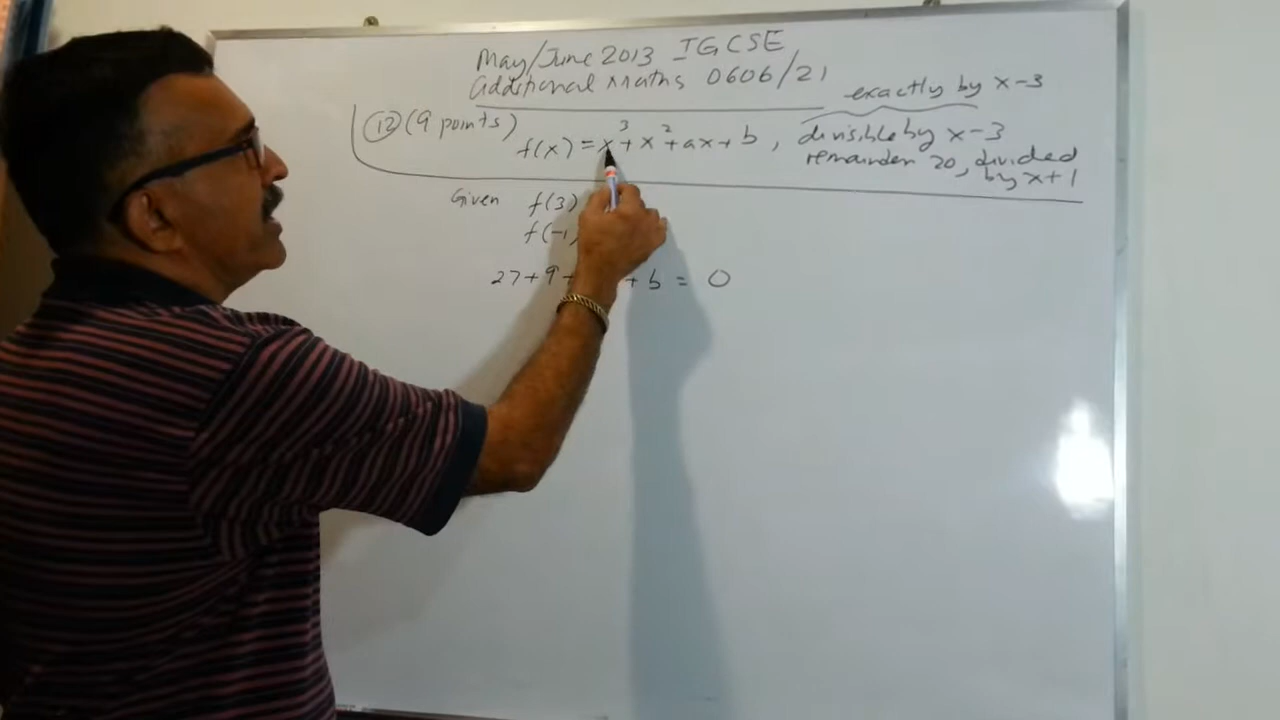 May/June 2013 IGCSE
Additional Maths 0606/21
exactly by x-3
(12) (9 points)
f(x) = x³ + x² + ax + b , divisible by x-3
remainder 20, divided
by x+1
Given f(3)
f(-1)
27 + 9 + + b = 0